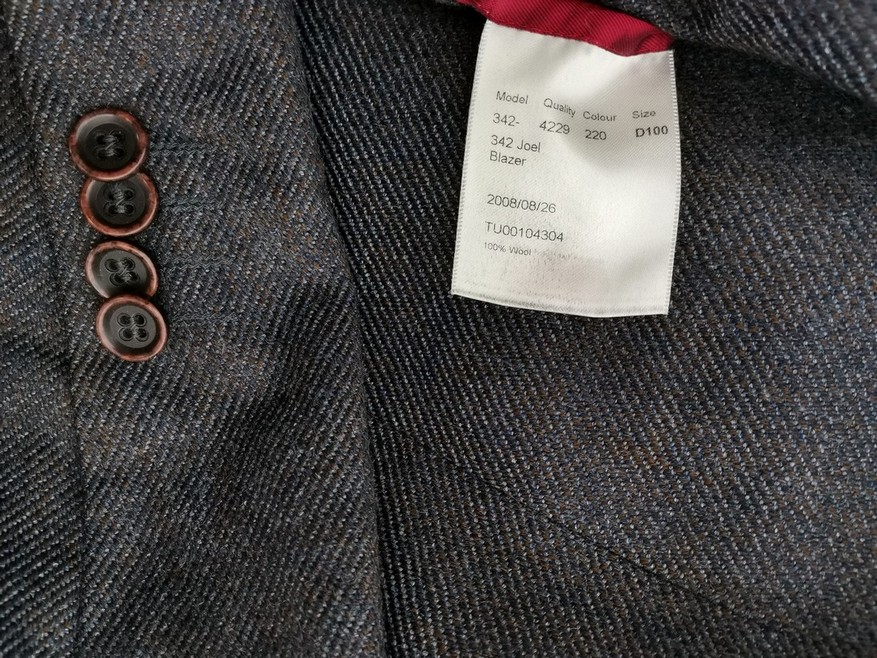 Model Quality Colour Size
342- 4229 220 D100
342 Joel
Blazer
2008/08/26
TU00104304
100% Wool